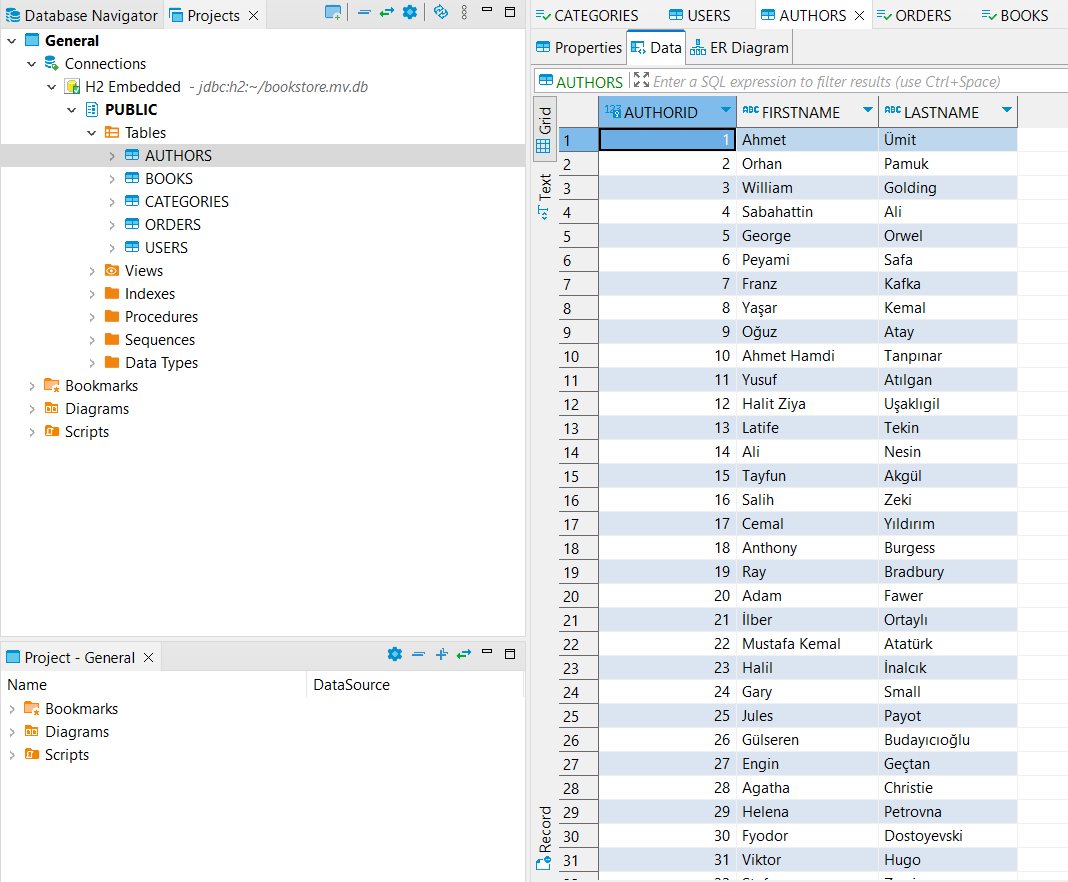 Database Navigator Projects
General
Connections
H2 Embedded - jdbc:h2:~/bookstore.mv.db
PUBLIC
Tables
AUTHORS
BOOKS
CATEGORIES
ORDERS
USERS
Views
Indexes
Procedures
Sequences
Data Types
Bookmarks
Diagrams
Scripts
Project - General
Name DataSource
Bookmarks
Diagrams
Scripts
CATEGORIES USERS AUTHORS ORDERS BOOKS
Properties Data ER Diagram
AUTHORS Enter a SQL expression to filter results (use Ctrl+Space)
Grid
Text
Record
123 AUTHORID ABC FIRSTNAME ABC LASTNAME
1 1 Ahmet Ümit
2 2 Orhan Pamuk
3 3 William Golding
4 4 Sabahattin Ali
5 5 George Orwel
6 6 Peyami Safa
7 7 Franz Kafka
8 8 Yaşar Kemal
9 9 Oğuz Atay
10 10 Ahmet Hamdi Tanpınar
11 11 Yusuf Atılgan
12 12 Halit Ziya Uşaklıgil
13 13 Latife Tekin
14 14 Ali Nesin
15 15 Tayfun Akgül
16 16 Salih Zeki
17 17 Cemal Yıldırım
18 18 Anthony Burgess
19 19 Ray Bradbury
20 20 Adam Fawer
21 21 İlber Ortaylı
22 22 Mustafa Kemal Atatürk
23 23 Halil İnalcık
24 24 Gary Small
25 25 Jules Payot
26 26 Gülseren Budayıcıoğlu
27 27 Engin Geçtan
28 28 Agatha Christie
29 29 Helena Petrovna
30 30 Fyodor Dostoyevski
31 31 Viktor Hugo